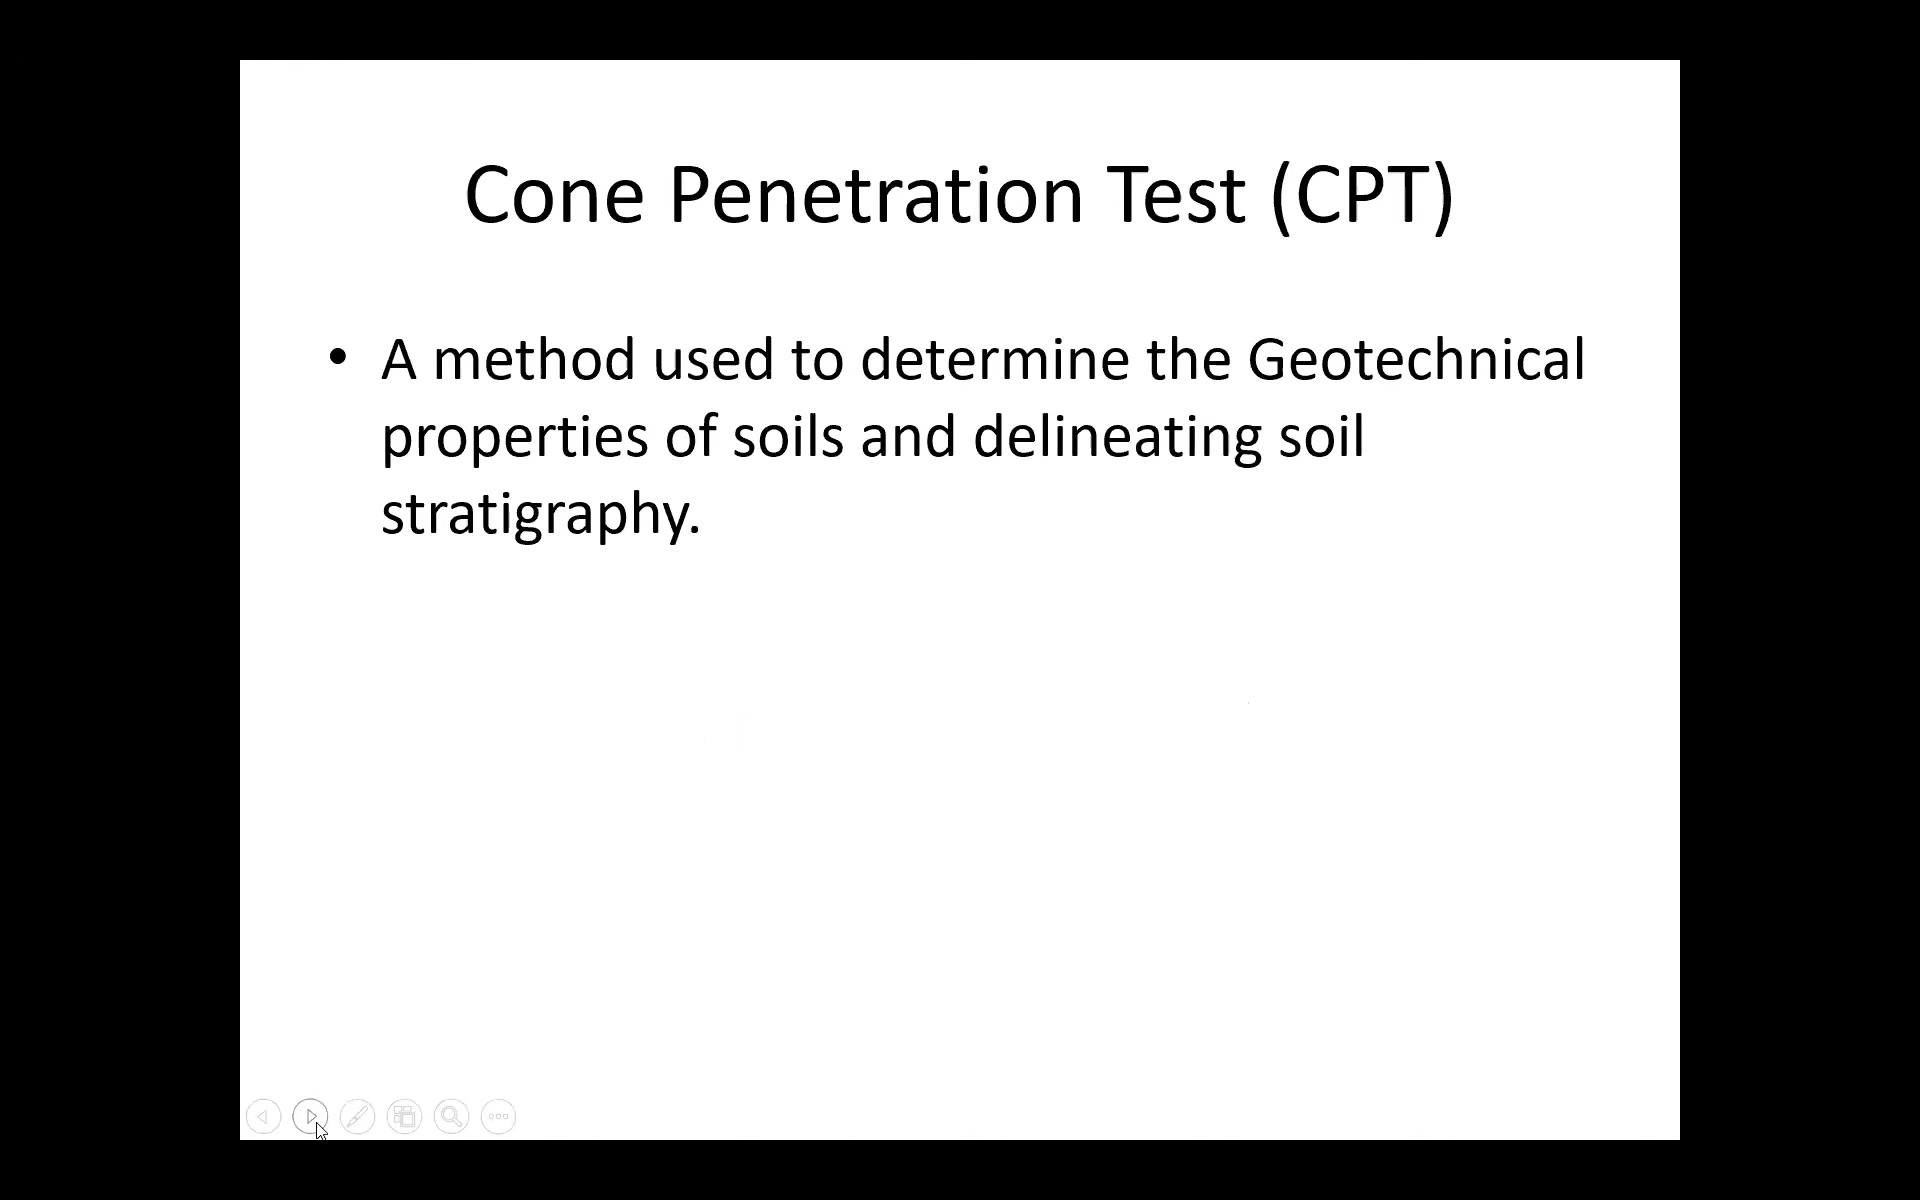 Cone Penetration Test (CPT)
• A method used to determine the Geotechnical
properties of soils and delineating soil
stratigraphy.